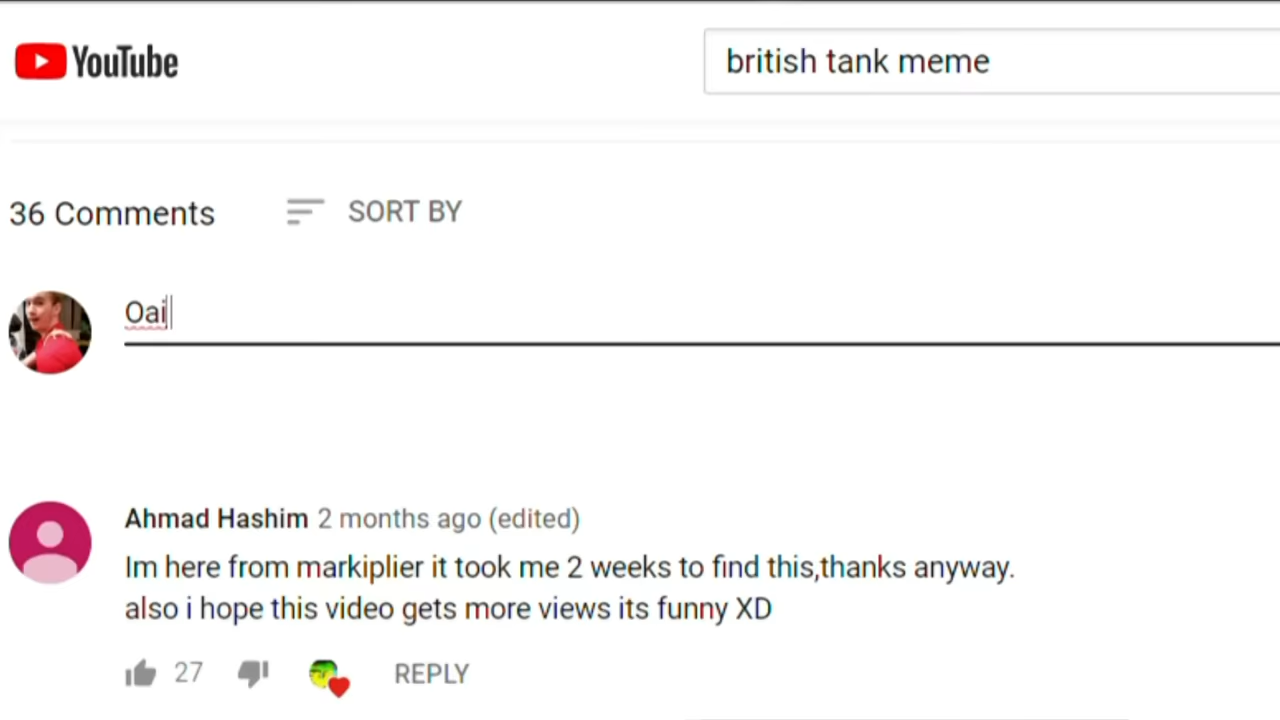 YouTube
british tank meme
36 Comments
SORT BY
Oai
Ahmad Hashim 2 months ago (edited)
Im here from markiplier it took me 2 weeks to find this,thanks anyway.
also i hope this video gets more views its funny XD
27
REPLY